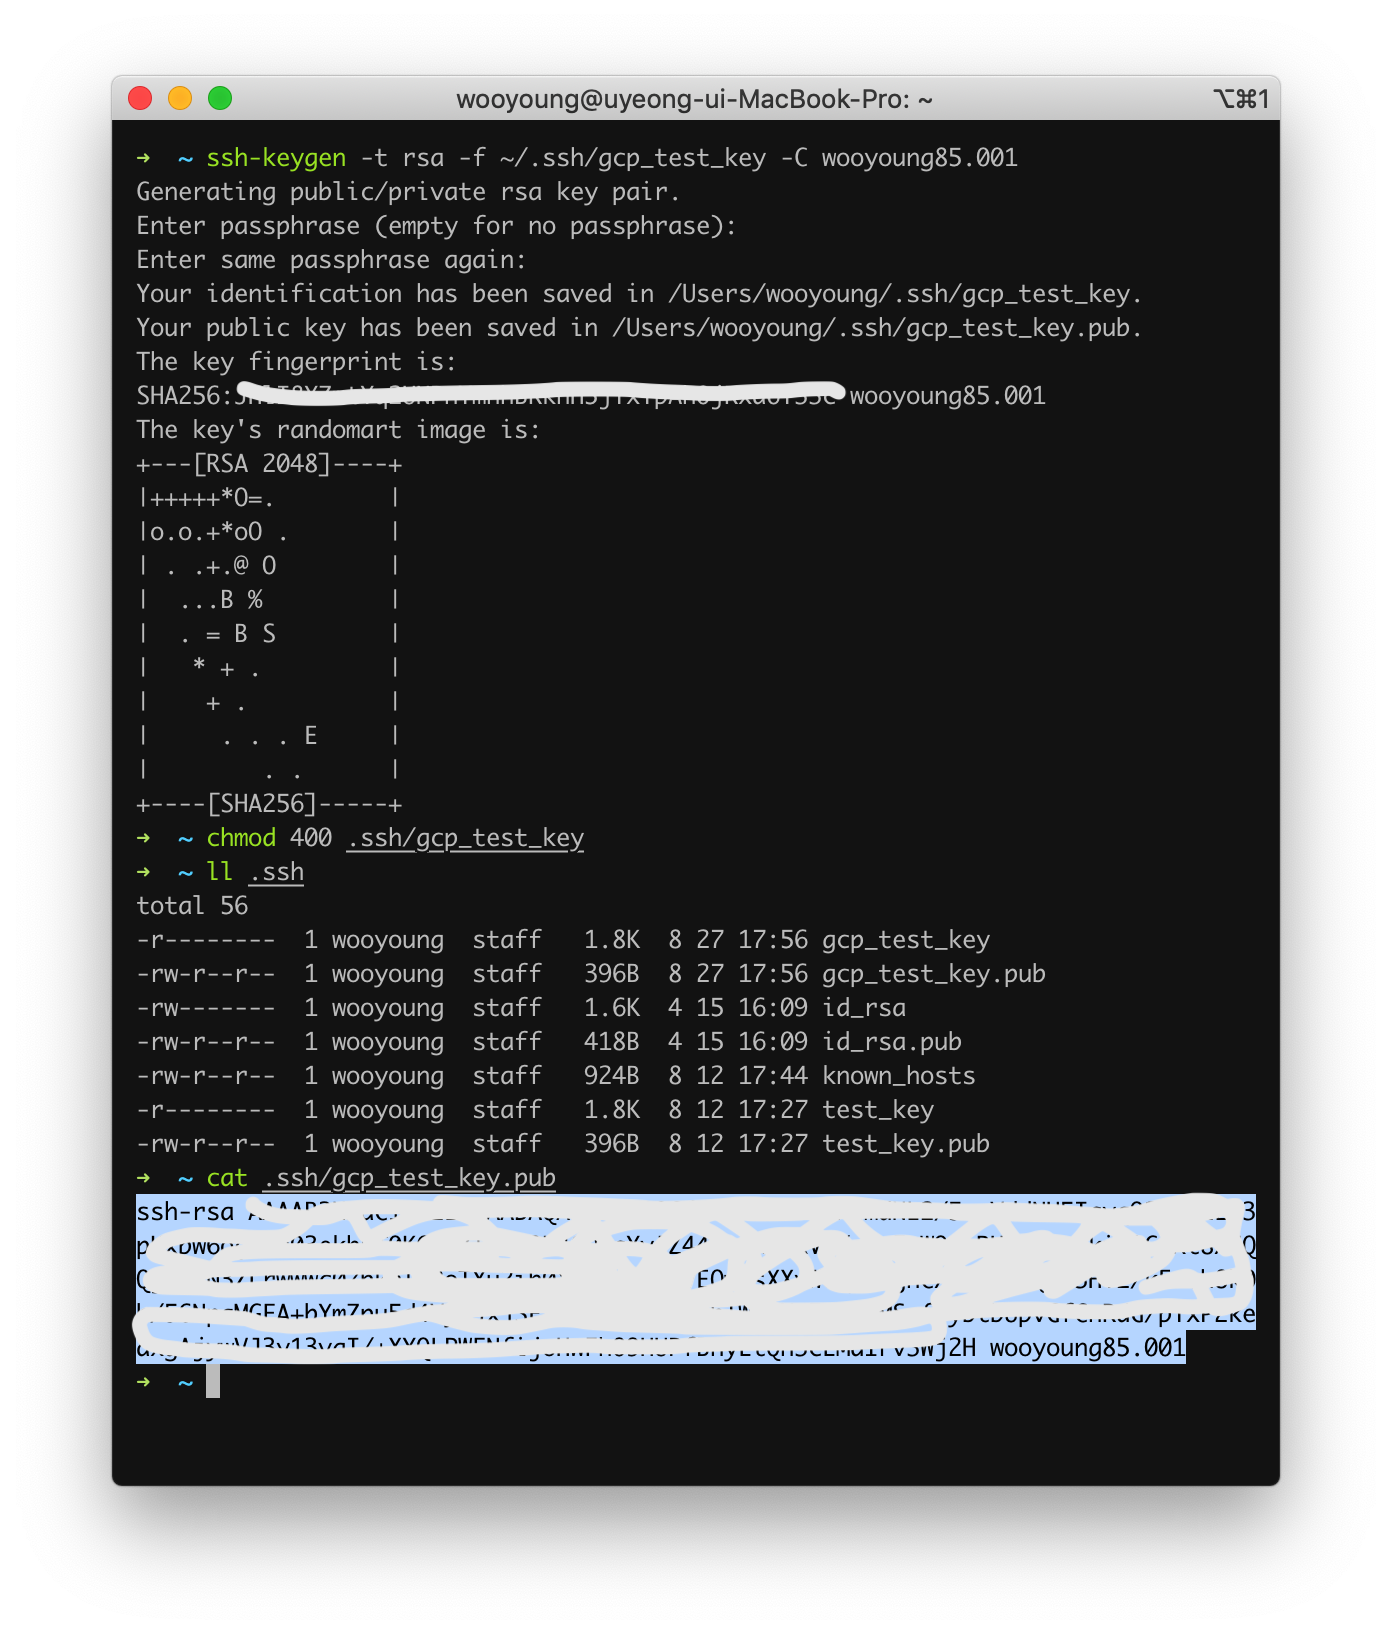 wooyoung@uyeong-ui-MacBook-Pro: ~ ⌥⌘1
➜ ~ ssh-keygen -t rsa -f ~/.ssh/gcp_test_key -C wooyoung85.001
Generating public/private rsa key pair.
Enter passphrase (empty for no passphrase):
Enter same passphrase again:
Your identification has been saved in /Users/wooyoung/.ssh/gcp_test_key.
Your public key has been saved in /Users/wooyoung/.ssh/gcp_test_key.pub.
The key fingerprint is:
SHA256: wooyoung85.001
The key's randomart image is:
+---[RSA 2048]----+
|+++++*O=.        |
|o.o.+*oO .       |
| . .+.@ O        |
|  ...B %         |
|  . = B S        |
|   * + .         |
|    + .          |
|     . . . E     |
|        . .      |
+----[SHA256]-----+
➜ ~ chmod 400 .ssh/gcp_test_key
➜ ~ ll .ssh
total 56
-r--------  1 wooyoung  staff   1.8K  8 27 17:56 gcp_test_key
-rw-r--r--  1 wooyoung  staff   396B  8 27 17:56 gcp_test_key.pub
-rw-------  1 wooyoung  staff   1.6K  4 15 16:09 id_rsa
-rw-r--r--  1 wooyoung  staff   418B  4 15 16:09 id_rsa.pub
-rw-r--r--  1 wooyoung  staff   924B  8 12 17:44 known_hosts
-r--------  1 wooyoung  staff   1.8K  8 12 17:27 test_key
-rw-r--r--  1 wooyoung  staff   396B  8 12 17:27 test_key.pub
➜ ~ cat .ssh/gcp_test_key.pub
ssh-rsa
wooyoung85.001
➜ ~